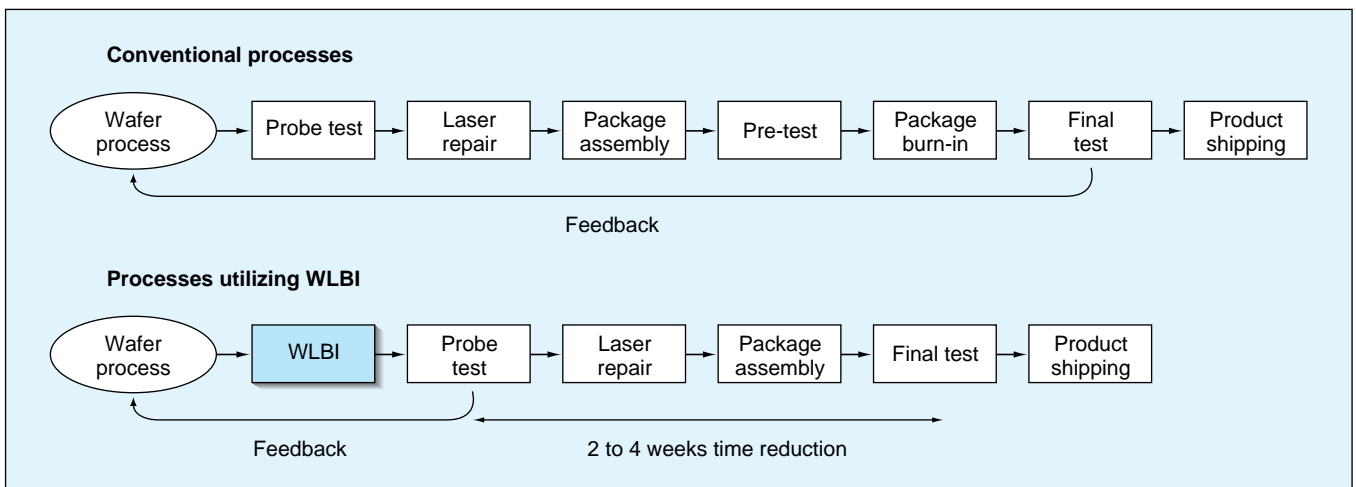 Conventional processes
Wafer
process
Probe test
Laser
repair
Package
assembly
Pre-test
Package
burn-in
Final
test
Product
shipping
Feedback
Processes utilizing WLBI
Wafer
process
WLBI
Probe
test
Laser
repair
Package
assembly
Final test
Product
shipping
Feedback
2 to 4 weeks time reduction